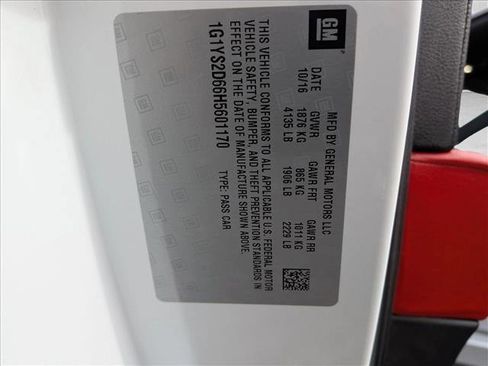 GM
MFD BY GENERAL MOTORS LLC
DATE GVWR GAWR FRT GAWR RR
10/16 1876 KG 865 KG 1011 KG
4135 LB 1906 LB 2229 LB
THIS VEHICLE CONFORMS TO ALL APPLICABLE U.S. FEDERAL MOTOR
VEHICLE SAFETY, BUMPER, AND THEFT PREVENTION STANDARDS IN
EFFECT ON THE DATE OF MANUFACTURE SHOWN ABOVE.
1G1YS2D66H5601170 TYPE: PASS CAR